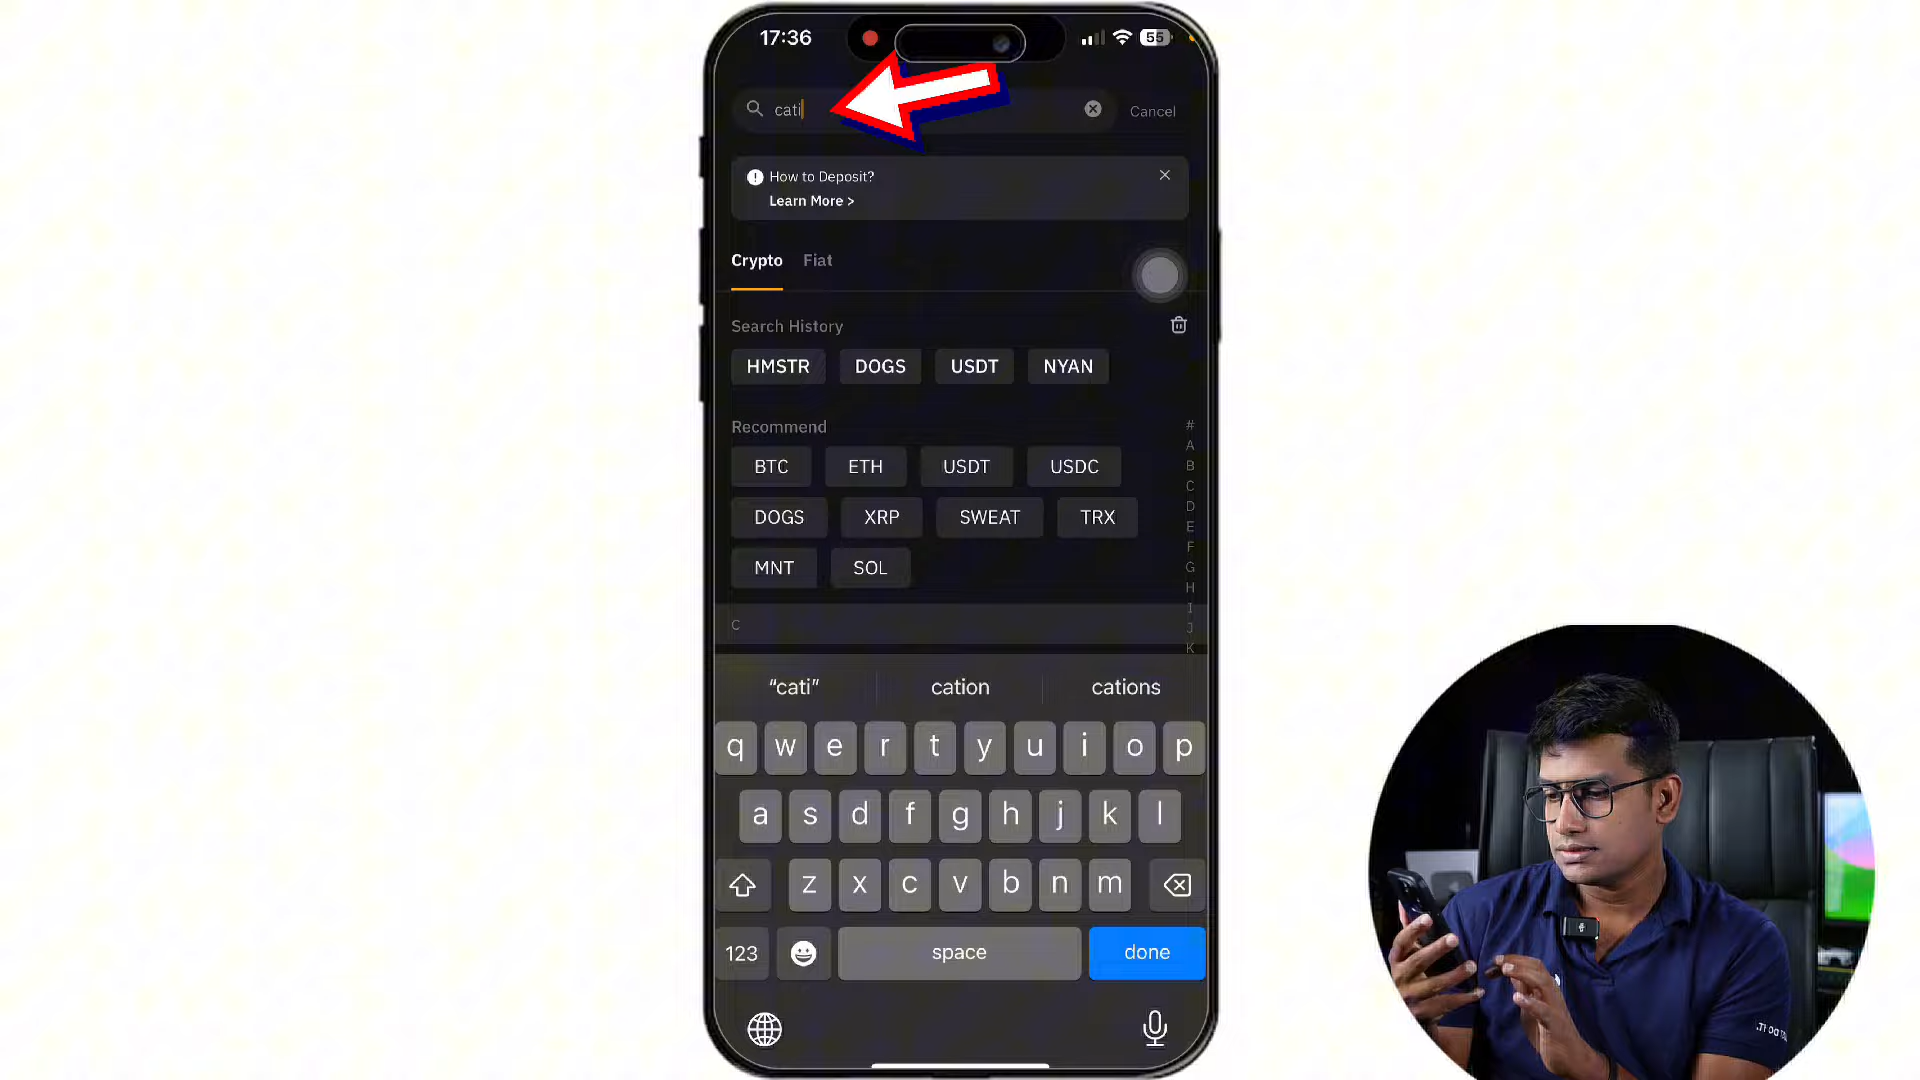 17:36
55
cati
Cancel
How to Deposit?
Learn More >
Crypto Fiat
Search History
HMSTR DOGS USDT NYAN
Recommend
BTC ETH USDT USDC
DOGS XRP SWEAT TRX
MNT SOL
#
A
B
C
D
E
F
G
H
I
J
K
C
“cati” cation cations
q w e r t y u i o p
a s d f g h j k l
z x c v b n m
123 space done